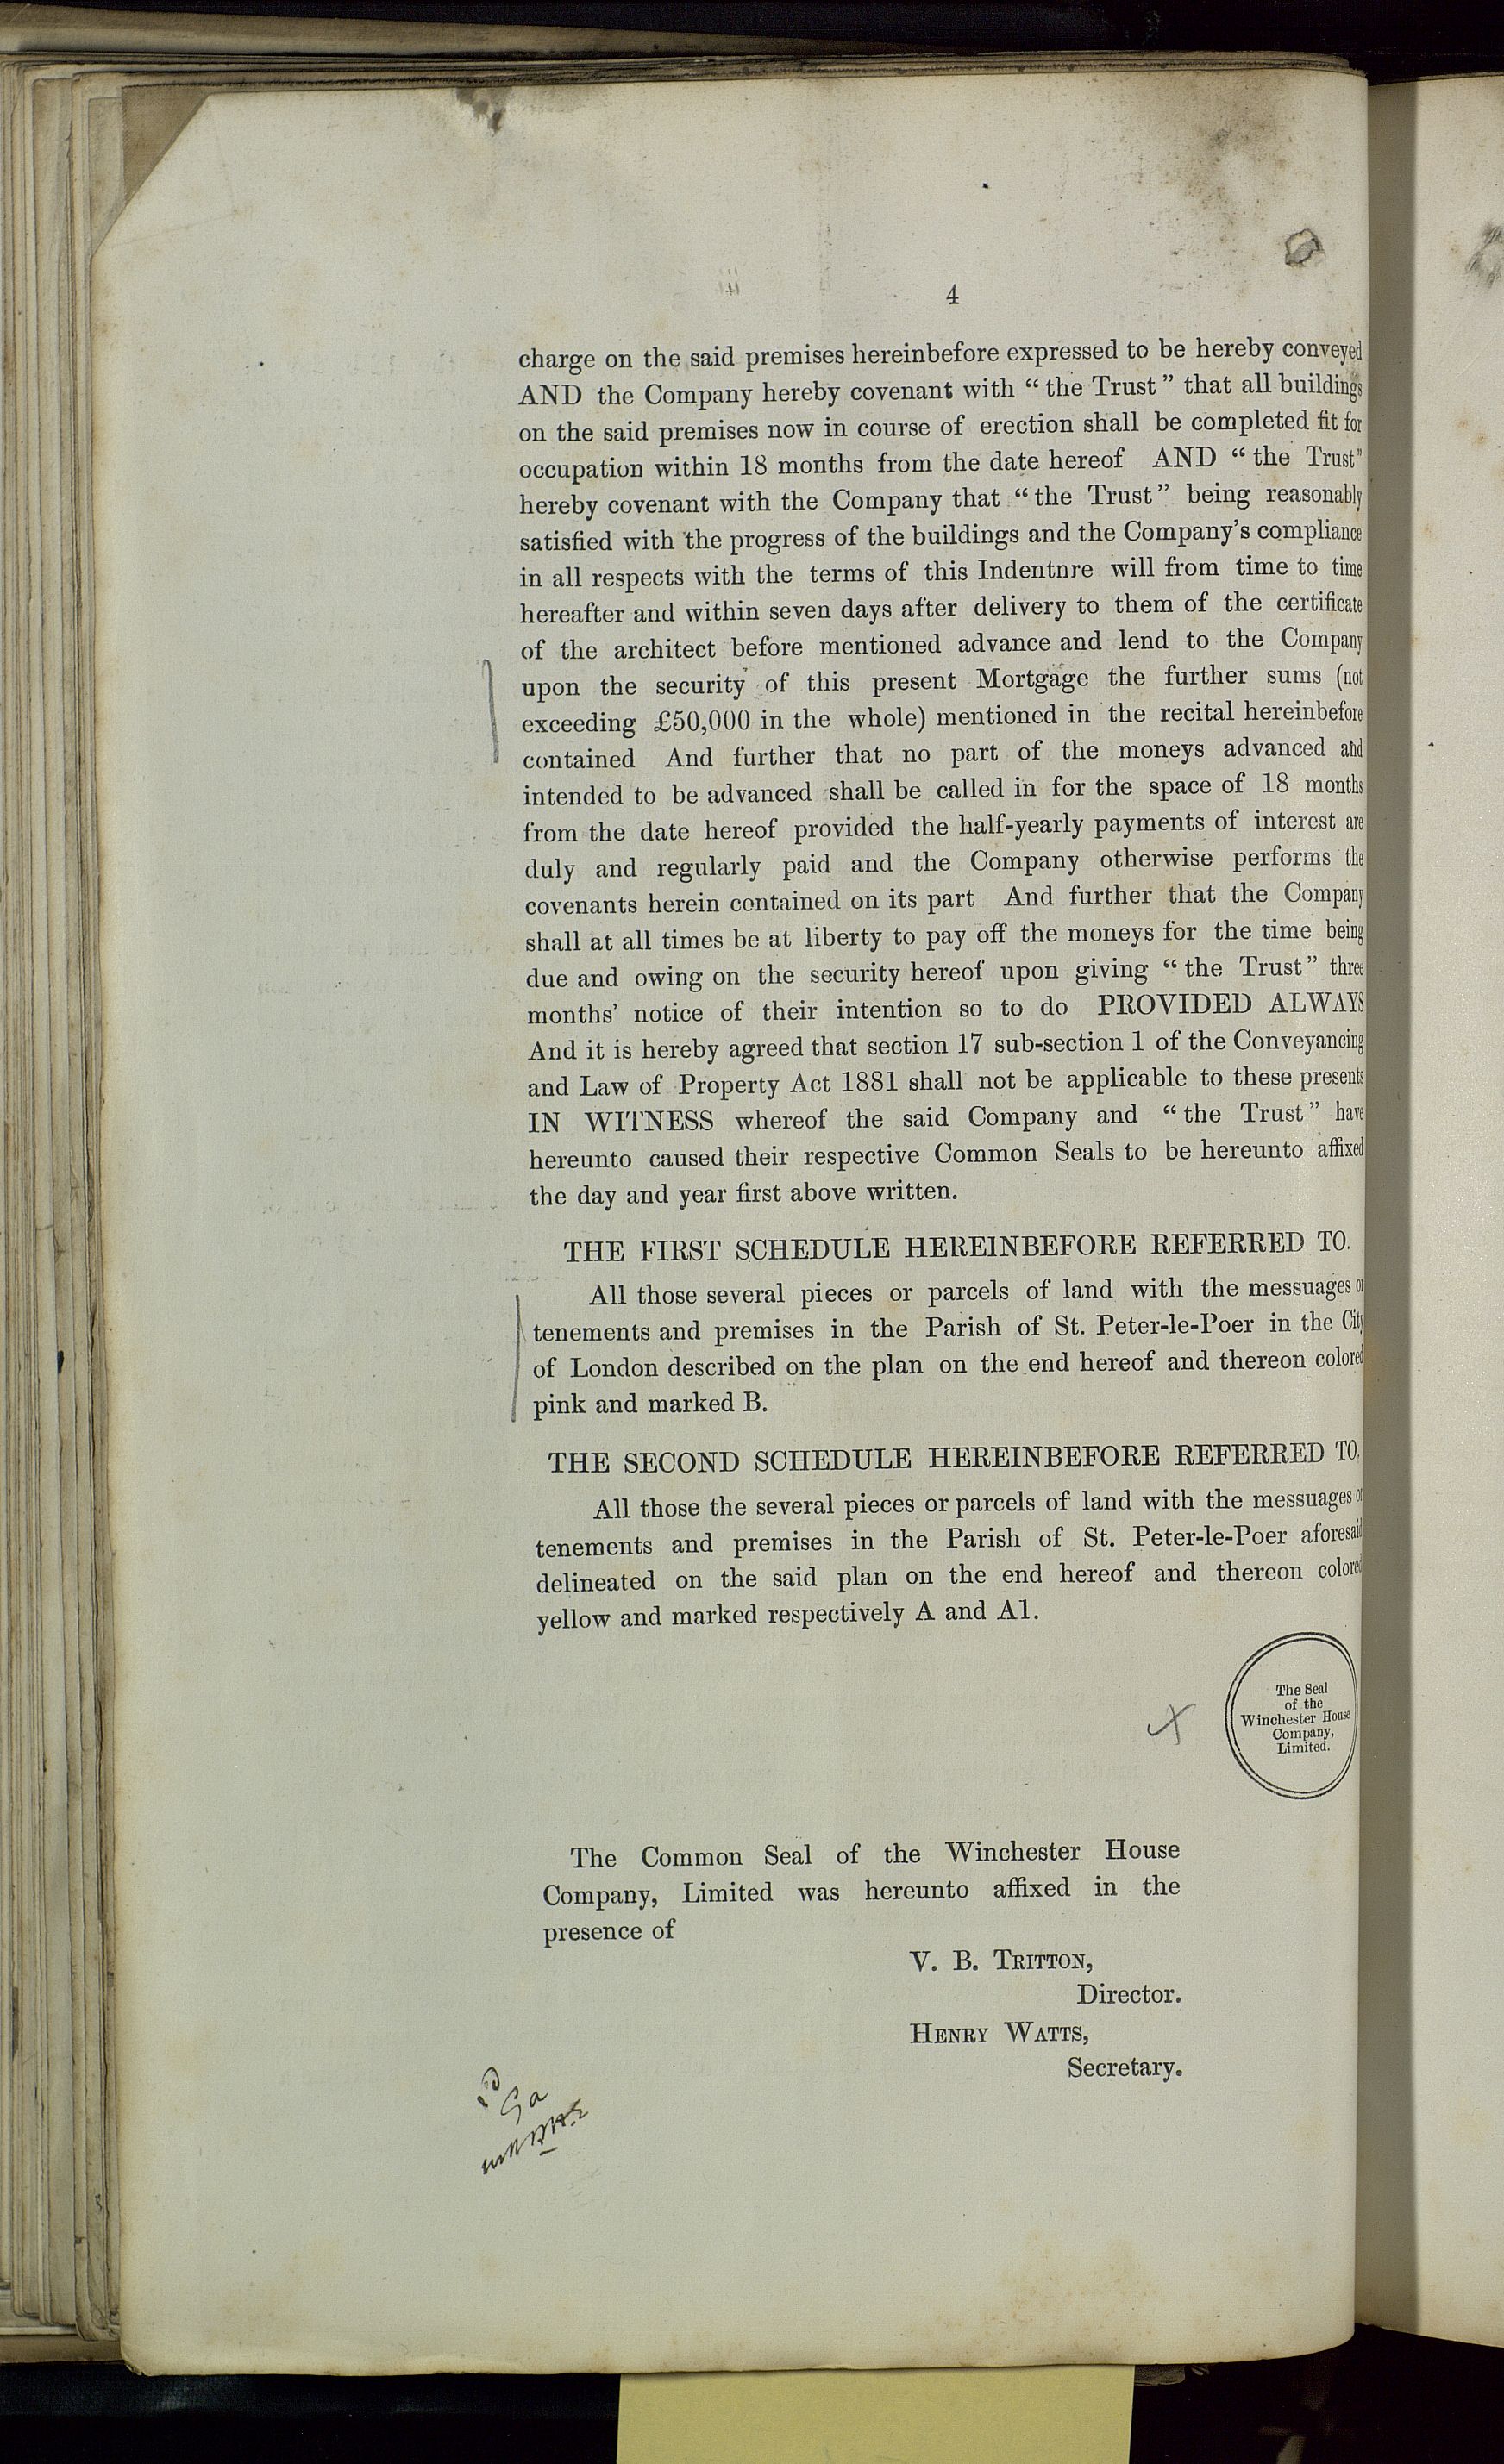 4
charge on the said premises hereinbefore expressed to be hereby conveyed
AND the Company hereby covenant with “the Trust” that all buildings
on the said premises now in course of erection shall be completed fit for
occupation within 18 months from the date hereof AND “the Trust”
hereby covenant with the Company that “the Trust” being reasonably
satisfied with the progress of the buildings and the Company's compliance
in all respects with the terms of this Indentnre will from time to time
hereafter and within seven days after delivery to them of the certificate
of the architect before mentioned advance and lend to the Company
upon the security of this present Mortgage the further sums (not
exceeding £50,000 in the whole) mentioned in the recital hereinbefore
contained And further that no part of the moneys advanced and
intended to be advanced shall be called in for the space of 18 months
from the date hereof provided the half-yearly payments of interest are
duly and regularly paid and the Company otherwise performs the
covenants herein contained on its part And further that the Company
shall at all times be at liberty to pay off the moneys for the time being
due and owing on the security hereof upon giving “the Trust” three
months' notice of their intention so to do PROVIDED ALWAYS
And it is hereby agreed that section 17 sub-section 1 of the Conveyancing
and Law of Property Act 1881 shall not be applicable to these presents
IN WITNESS whereof the said Company and “the Trust” have
hereunto caused their respective Common Seals to be hereunto affixed
the day and year first above written.
THE FIRST SCHEDULE HEREINBEFORE REFERRED TO.
All those several pieces or parcels of land with the messuages or
tenements and premises in the Parish of St. Peter-le-Poer in the City
of London described on the plan on the end hereof and thereon colored
pink and marked B.
THE SECOND SCHEDULE HEREINBEFORE REFERRED TO.
All those the several pieces or parcels of land with the messuages or
tenements and premises in the Parish of St. Peter-le-Poer aforesaid
delineated on the said plan on the end hereof and thereon colored
yellow and marked respectively A and A1.
The Seal
of the
Winchester House
Company,
Limited.
The Common Seal of the Winchester House
Company, Limited was hereunto affixed in the
presence of
V. B. TRITTON,
Director.
HENRY WATTS,
Secretary.